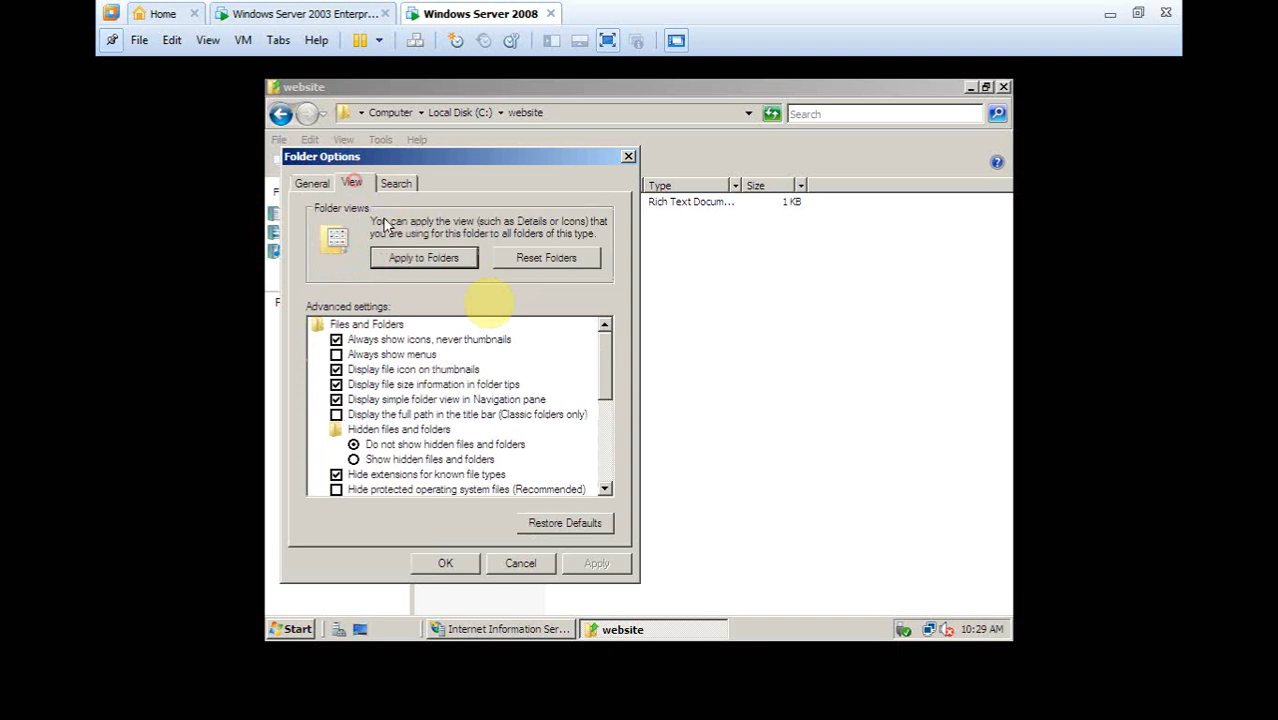 Home
Windows Server 2003 Enterpr...
Windows Server 2008
File Edit View VM Tabs Help
website
Computer Local Disk (C:) website
Search
File Edit View Tools Help
Folder Options
General View Search
Type Size
Rich Text Docum... 1 KB
Folder views
You can apply the view (such as Details or Icons) that
you are using for this folder to all folders of this type.
Apply to Folders Reset Folders
Advanced settings:
Files and Folders
Always show icons, never thumbnails
Always show menus
Display file icon on thumbnails
Display file size information in folder tips
Display simple folder view in Navigation pane
Display the full path in the title bar (Classic folders only)
Hidden files and folders
Do not show hidden files and folders
Show hidden files and folders
Hide extensions for known file types
Hide protected operating system files (Recommended)
Restore Defaults
OK Cancel Apply
Start Internet Information Ser... website 10:29 AM